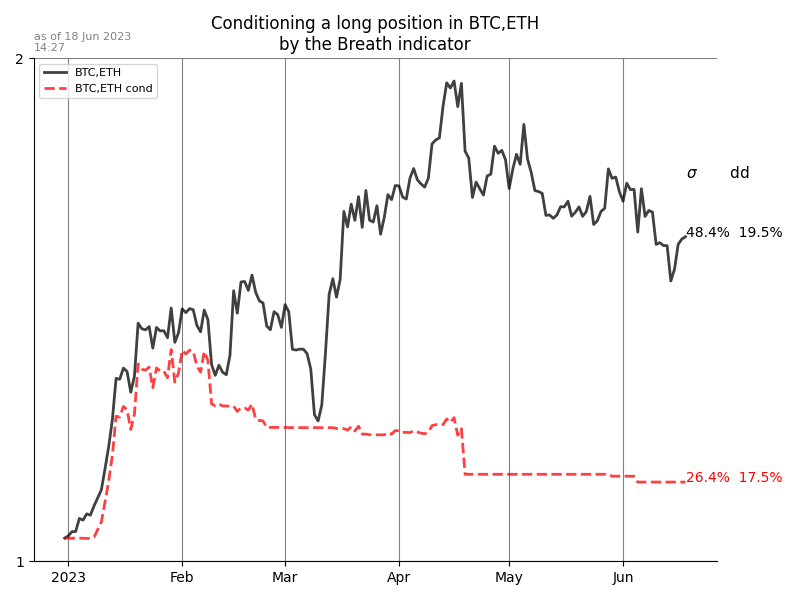 Conditioning a long position in BTC,ETH
by the Breath indicator
as of 18 Jun 2023
14:27
2
BTC,ETH
BTC,ETH cond
σ dd
48.4% 19.5%
26.4% 17.5%
1
2023 Feb Mar Apr May Jun